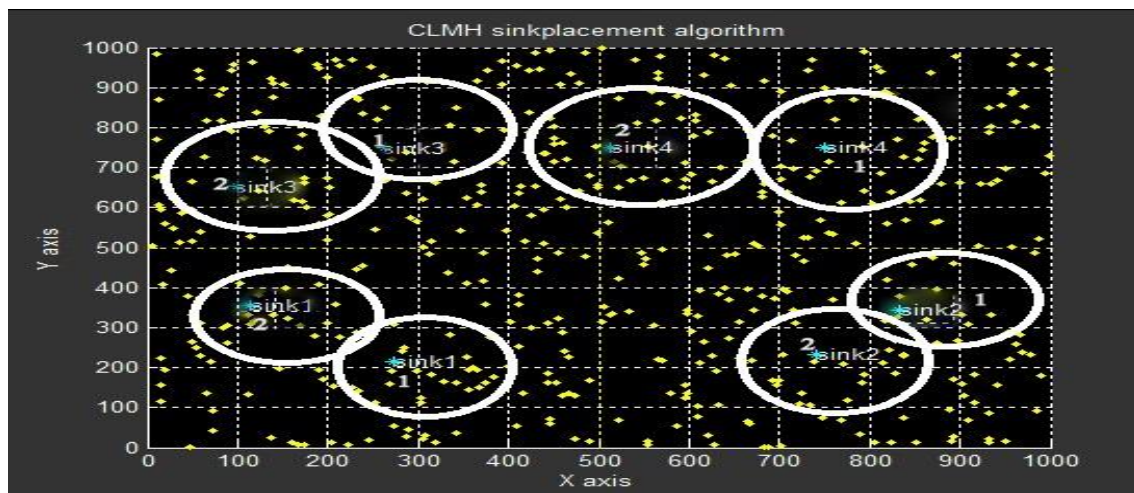 CLMH sinkplacement algorithm
Y axis
1000
900
800
700
600
500
400
300
200
100
0
1 sink3
2 sink4
sink4
1
2 sink3
sink1
2
1
sink2
sink1
1
2
sink2
0 100 200 300 400 500 600 700 800 900 1000
X axis